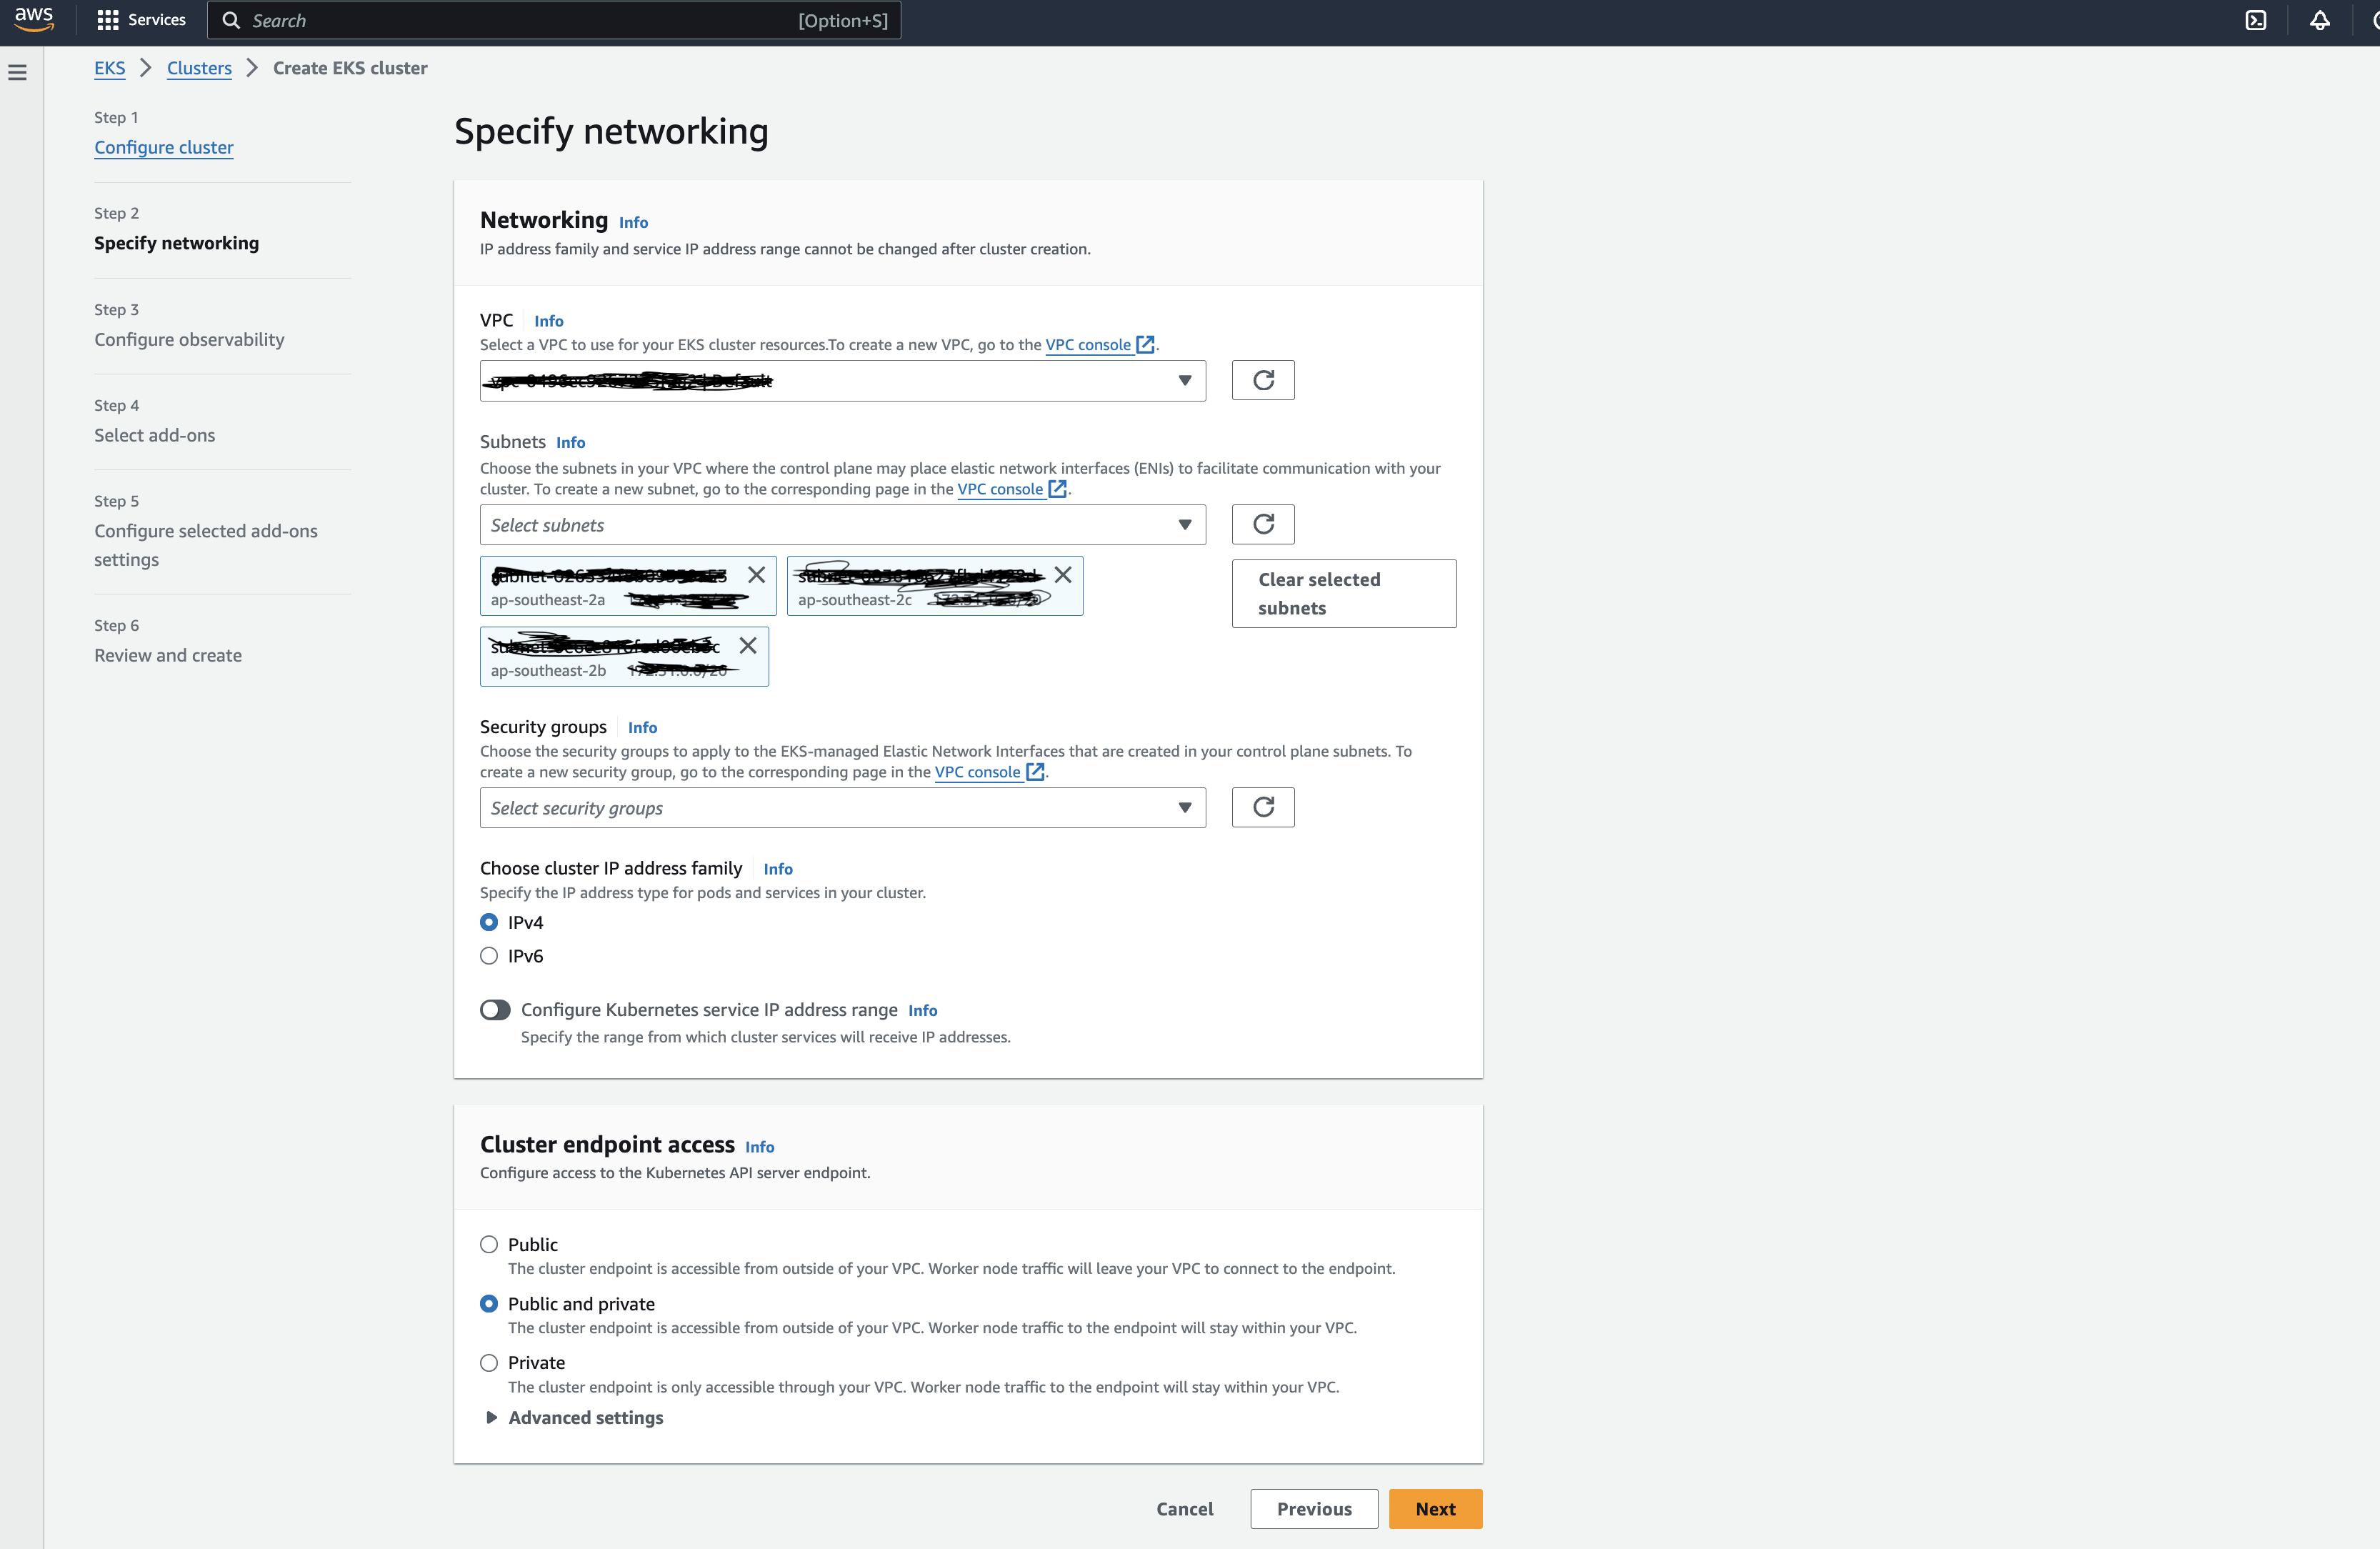 aws
Services
Search
[Option+S]
EKS
Clusters
Create EKS cluster
Step 1
Configure cluster
Step 2
Specify networking
Step 3
Configure observability
Step 4
Select add-ons
Step 5
Configure selected add-ons
settings
Step 6
Review and create
Specify networking
Networking Info
IP address family and service IP address range cannot be changed after cluster creation.
VPC Info
Select a VPC to use for your EKS cluster resources.To create a new VPC, go to the VPC console.
Subnets Info
Choose the subnets in your VPC where the control plane may place elastic network interfaces (ENIs) to facilitate communication with your
cluster. To create a new subnet, go to the corresponding page in the VPC console.
Select subnets
ap-southeast-2a
ap-southeast-2c
ap-southeast-2b
Clear selected
subnets
Security groups Info
Choose the security groups to apply to the EKS-managed Elastic Network Interfaces that are created in your control plane subnets. To
create a new security group, go to the corresponding page in the VPC console.
Select security groups
Choose cluster IP address family Info
Specify the IP address type for pods and services in your cluster.
IPv4
IPv6
Configure Kubernetes service IP address range Info
Specify the range from which cluster services will receive IP addresses.
Cluster endpoint access Info
Configure access to the Kubernetes API server endpoint.
Public
The cluster endpoint is accessible from outside of your VPC. Worker node traffic will leave your VPC to connect to the endpoint.
Public and private
The cluster endpoint is accessible from outside of your VPC. Worker node traffic to the endpoint will stay within your VPC.
Private
The cluster endpoint is only accessible through your VPC. Worker node traffic to the endpoint will stay within your VPC.
Advanced settings
Cancel
Previous
Next